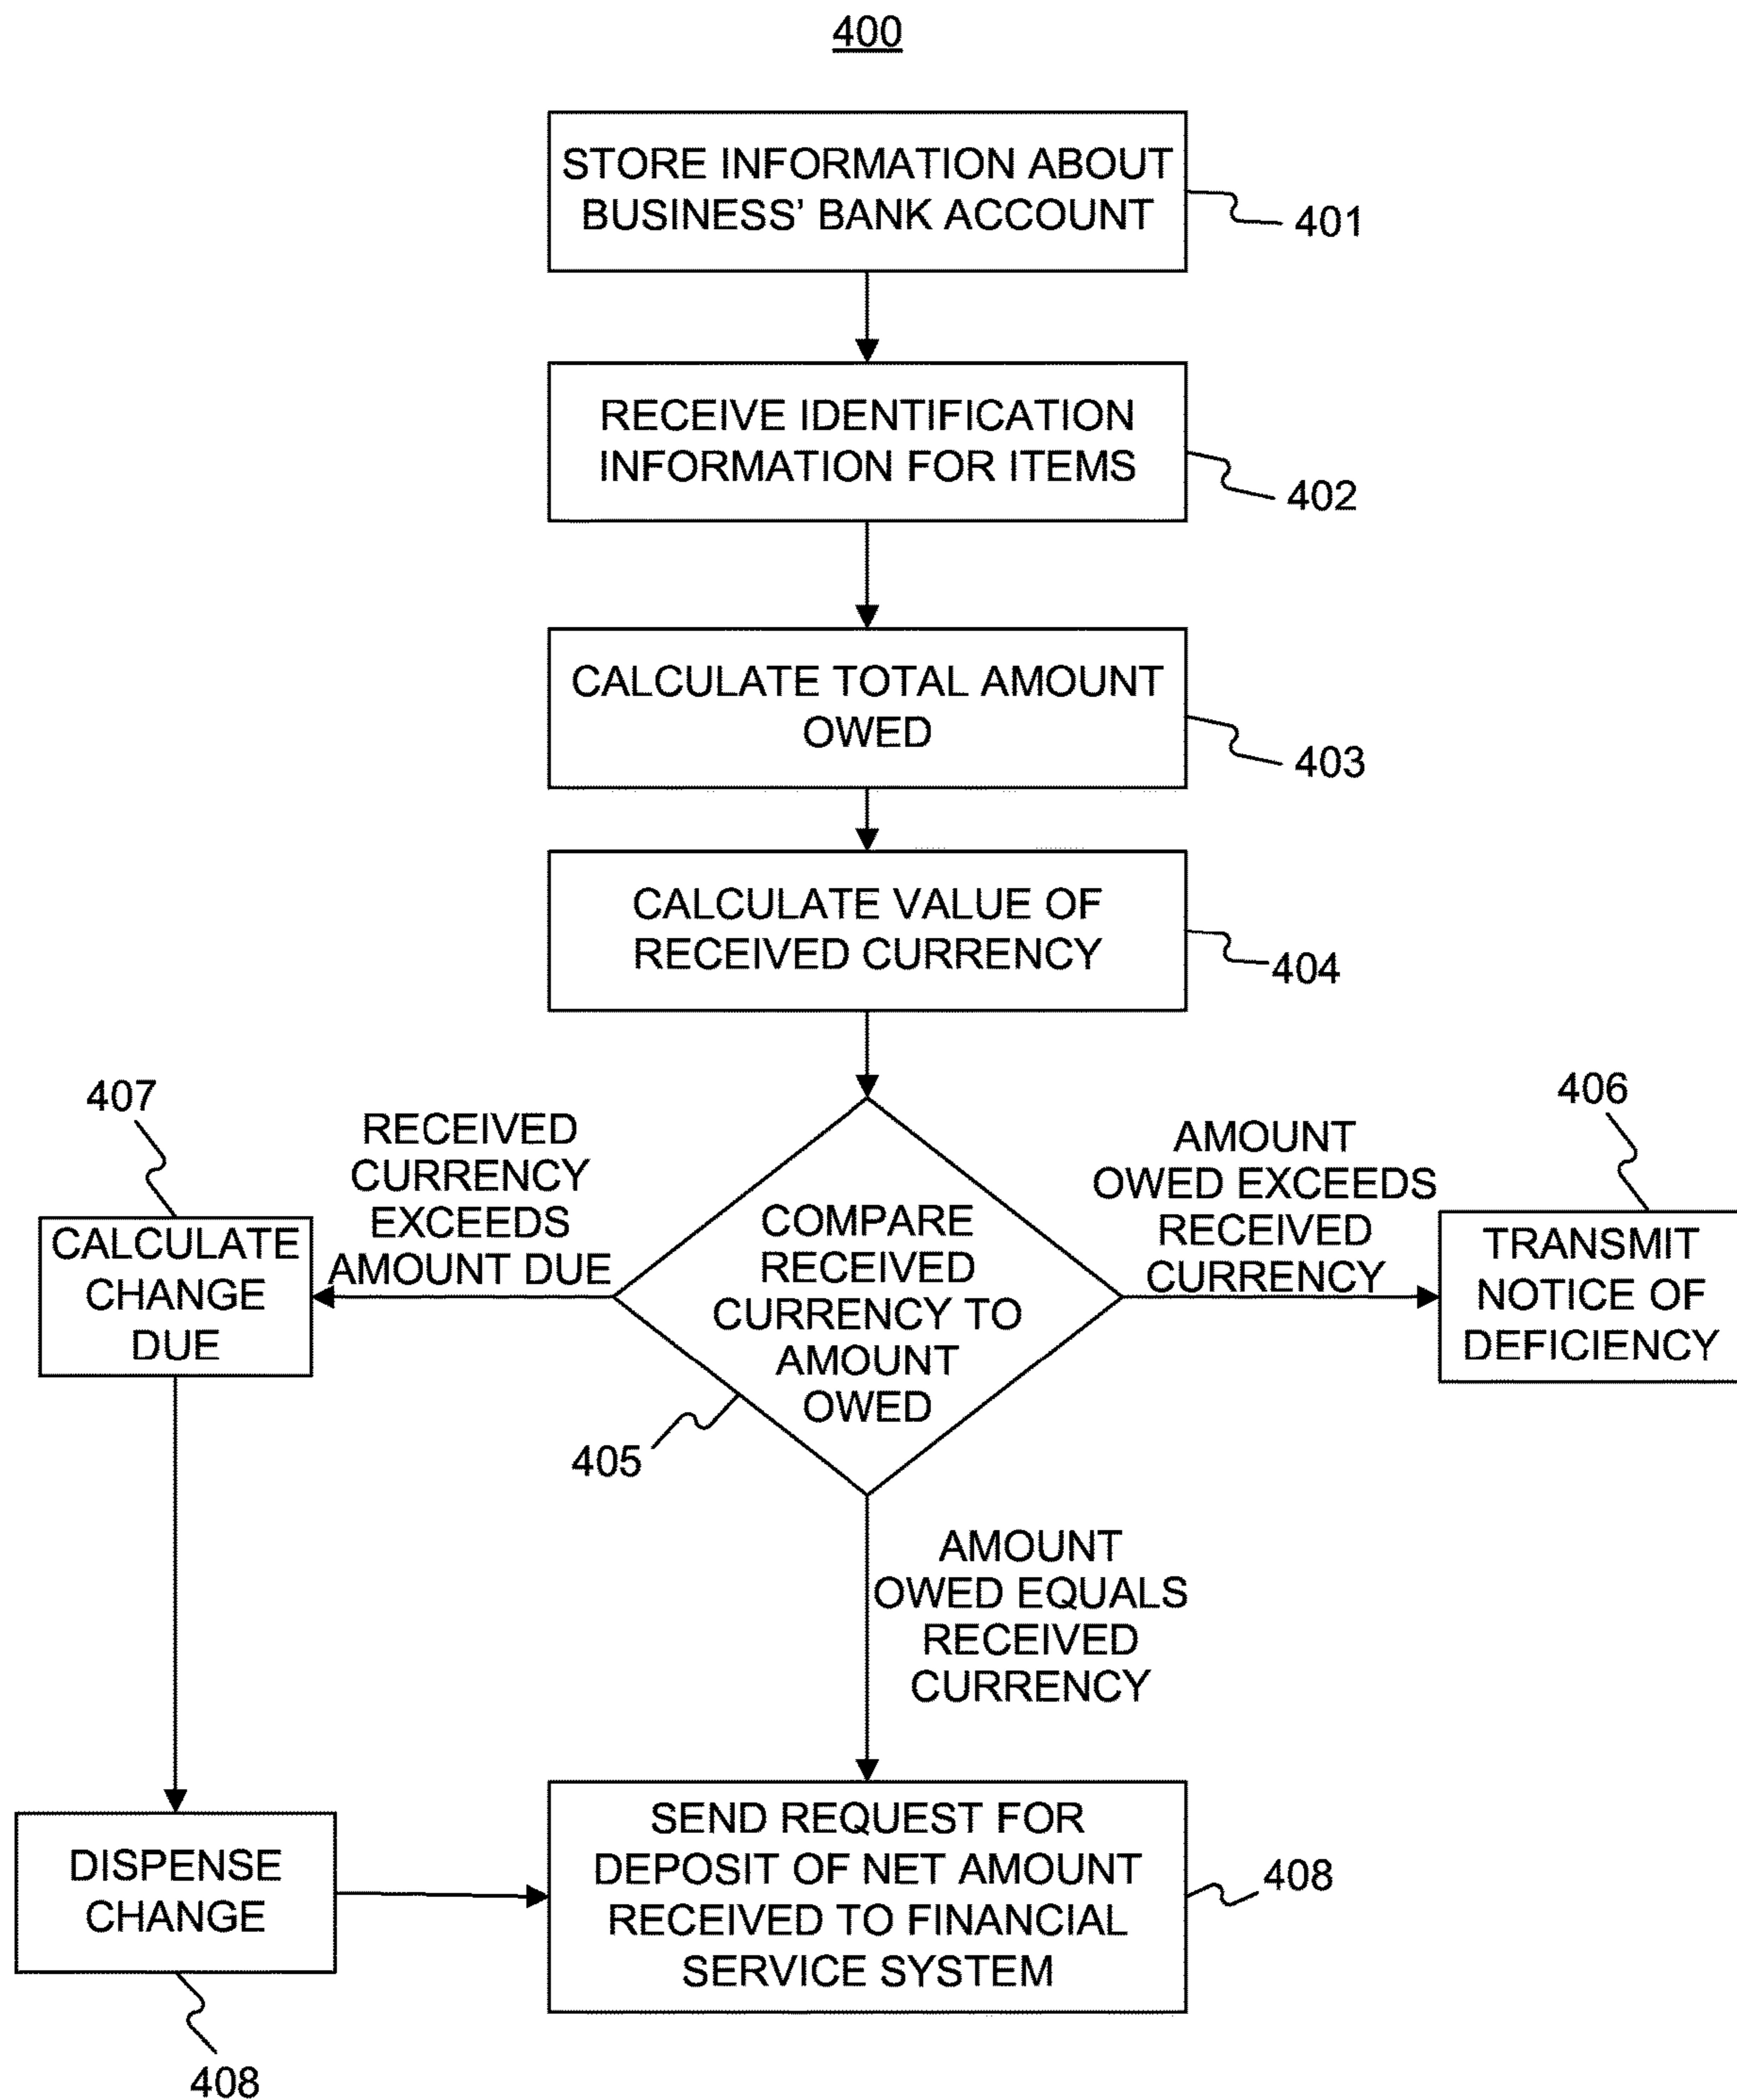 400
STORE INFORMATION ABOUT
BUSINESS' BANK ACCOUNT
401
RECEIVE IDENTIFICATION
INFORMATION FOR ITEMS
402
CALCULATE TOTAL AMOUNT
OWED
403
CALCULATE VALUE OF
RECEIVED CURRENCY
404
407
RECEIVED
CURRENCY
EXCEEDS
AMOUNT DUE
CALCULATE
CHANGE
DUE
COMPARE
RECEIVED
CURRENCY TO
AMOUNT
OWED
405
AMOUNT
OWED EXCEEDS
RECEIVED
CURRENCY
406
TRANSMIT
NOTICE OF
DEFICIENCY
AMOUNT
OWED EQUALS
RECEIVED
CURRENCY
DISPENSE
CHANGE
408
SEND REQUEST FOR
DEPOSIT OF NET AMOUNT
RECEIVED TO FINANCIAL
SERVICE SYSTEM
408